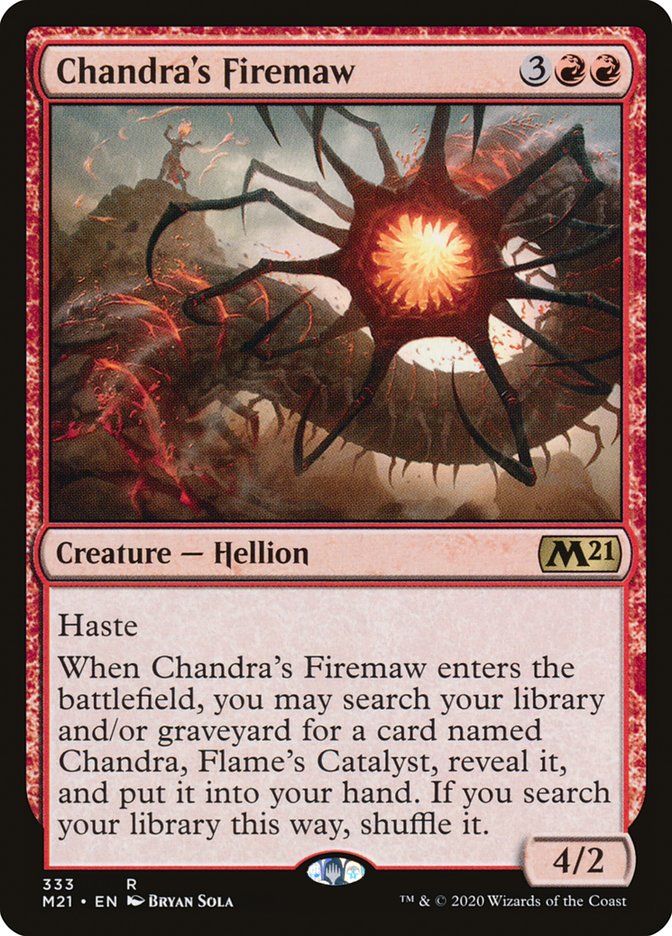 Chandra's Firemaw 3
Creature — Hellion M21
Haste
When Chandra's Firemaw enters the
battlefield, you may search your library
and/or graveyard for a card named
Chandra, Flame's Catalyst, reveal it,
and put it into your hand. If you search
your library this way, shuffle it.
4/2
333 R
M21 • EN Bryan Sola ™ & © 2020 Wizards of the Coast